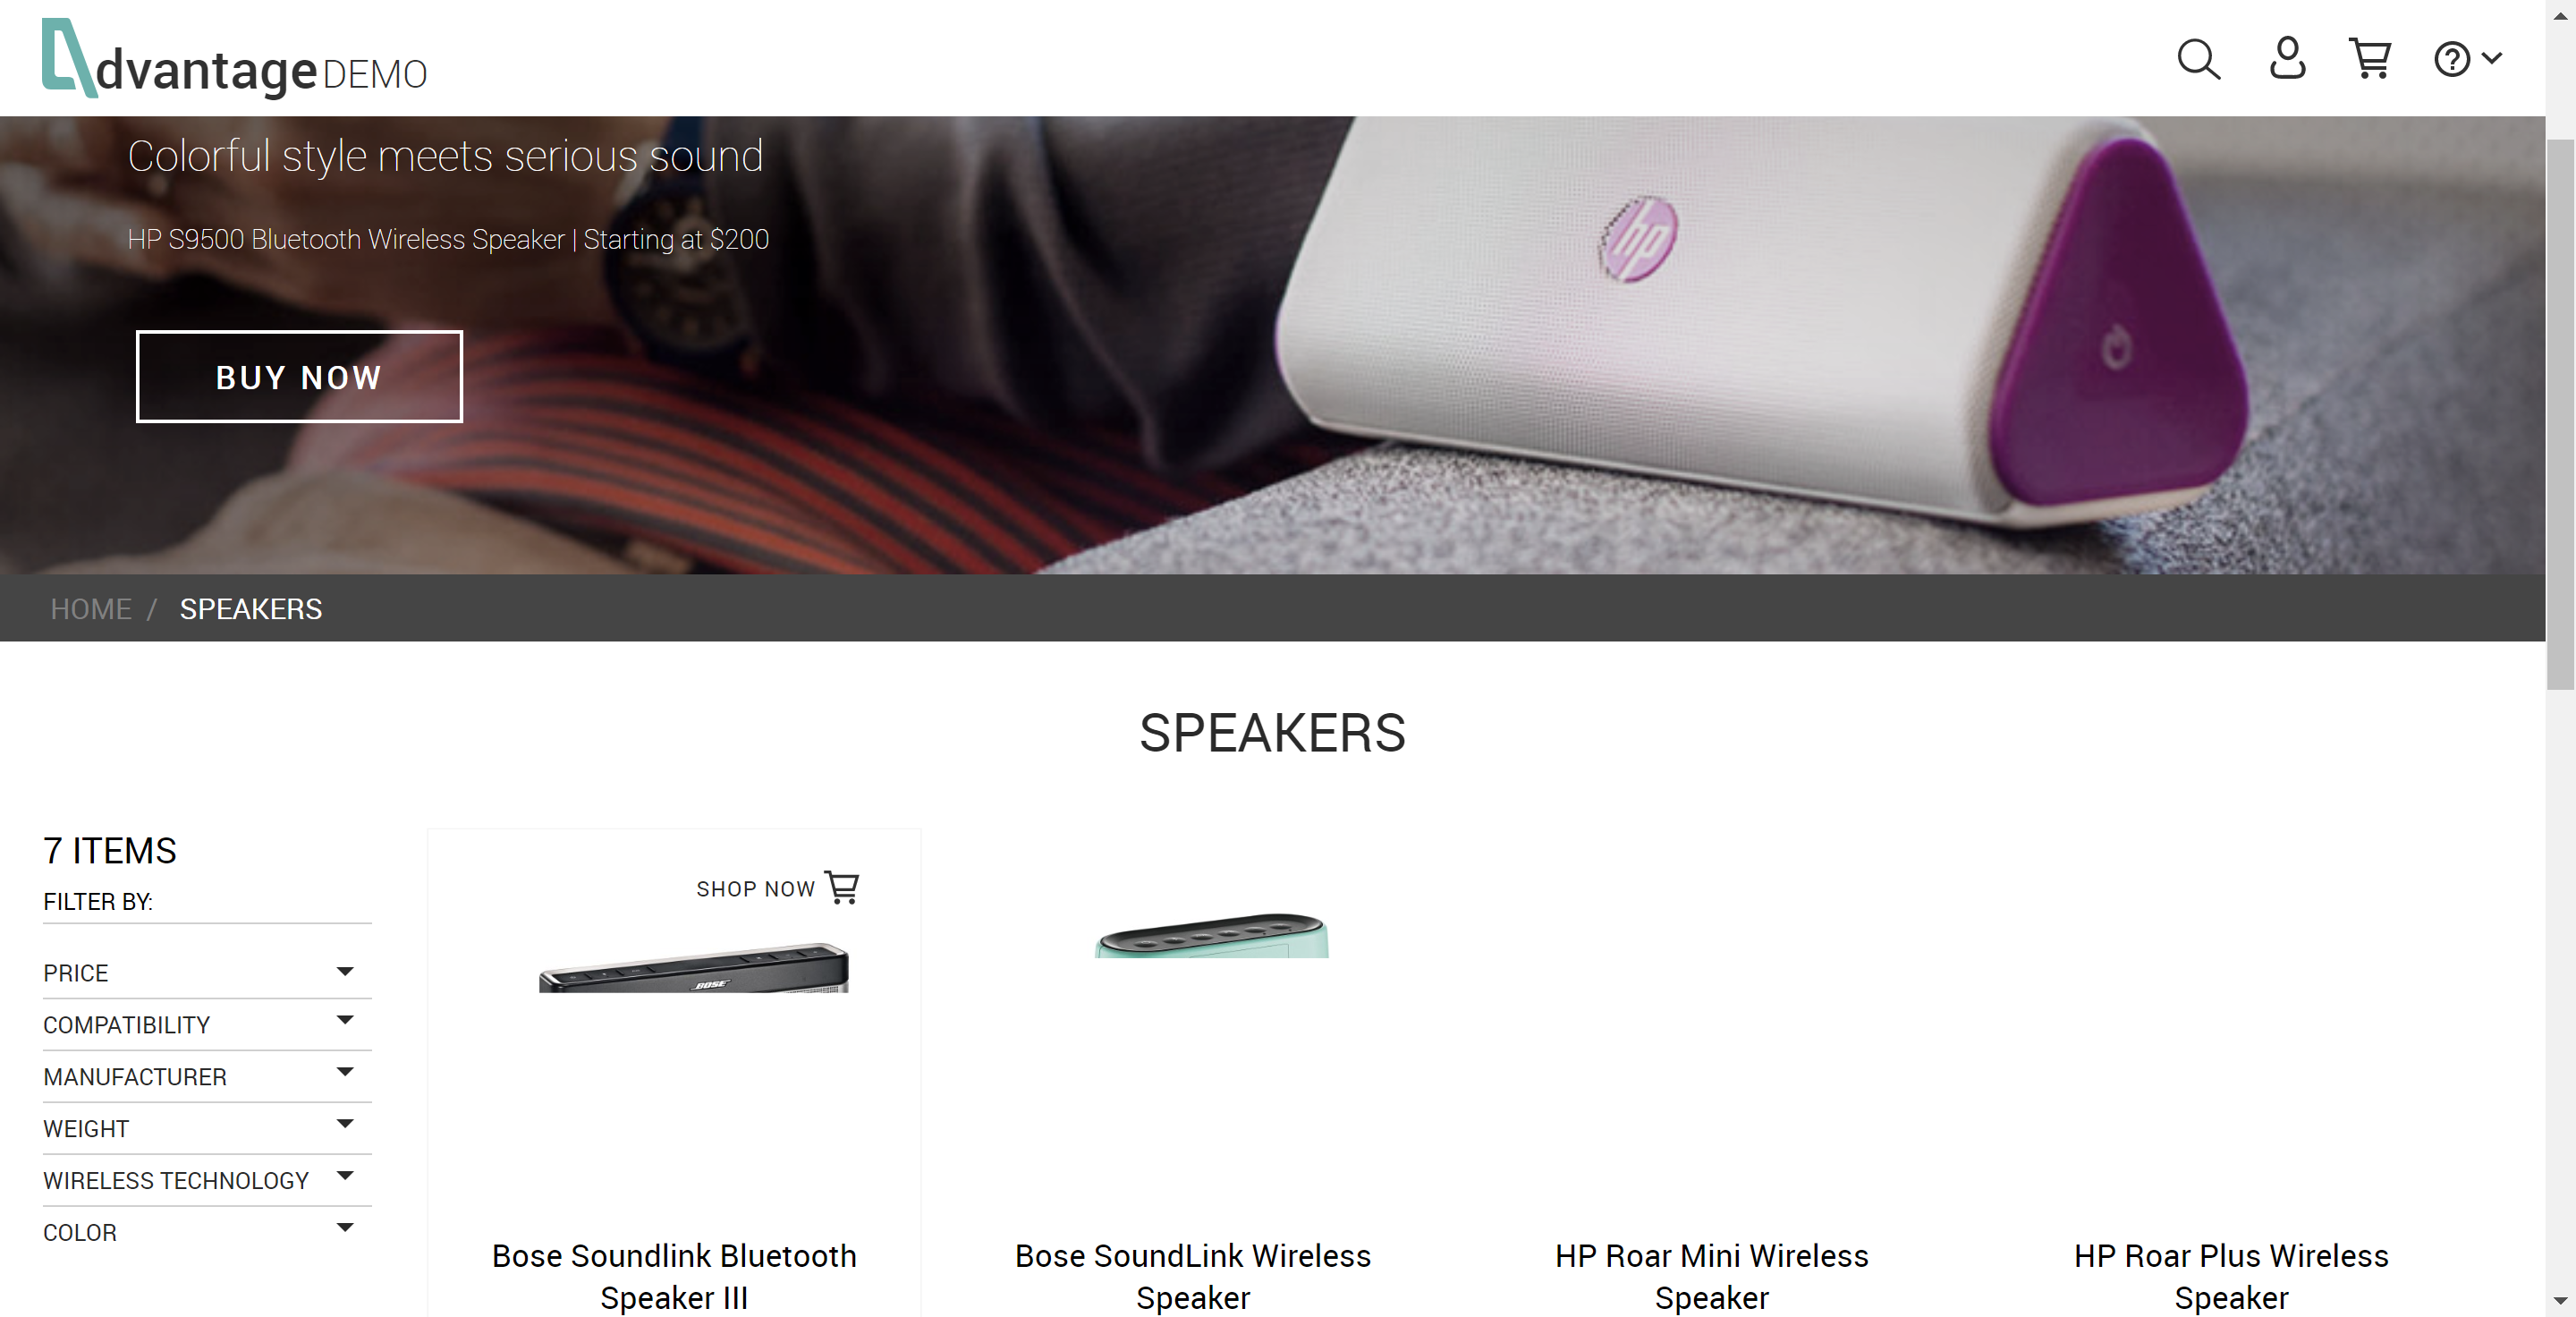 dvantage DEMO
Colorful style meets serious sound
HP S9500 Bluetooth Wireless Speaker | Starting at $200
hp
BUY NOW
HOME / SPEAKERS
SPEAKERS
7 ITEMS
FILTER BY:
PRICE
COMPATIBILITY
MANUFACTURER
WEIGHT
WIRELESS TECHNOLOGY
COLOR
SHOP NOW
BOSE
Bose Soundlink Bluetooth
Speaker III
Bose SoundLink Wireless
Speaker
HP Roar Mini Wireless
Speaker
HP Roar Plus Wireless
Speaker